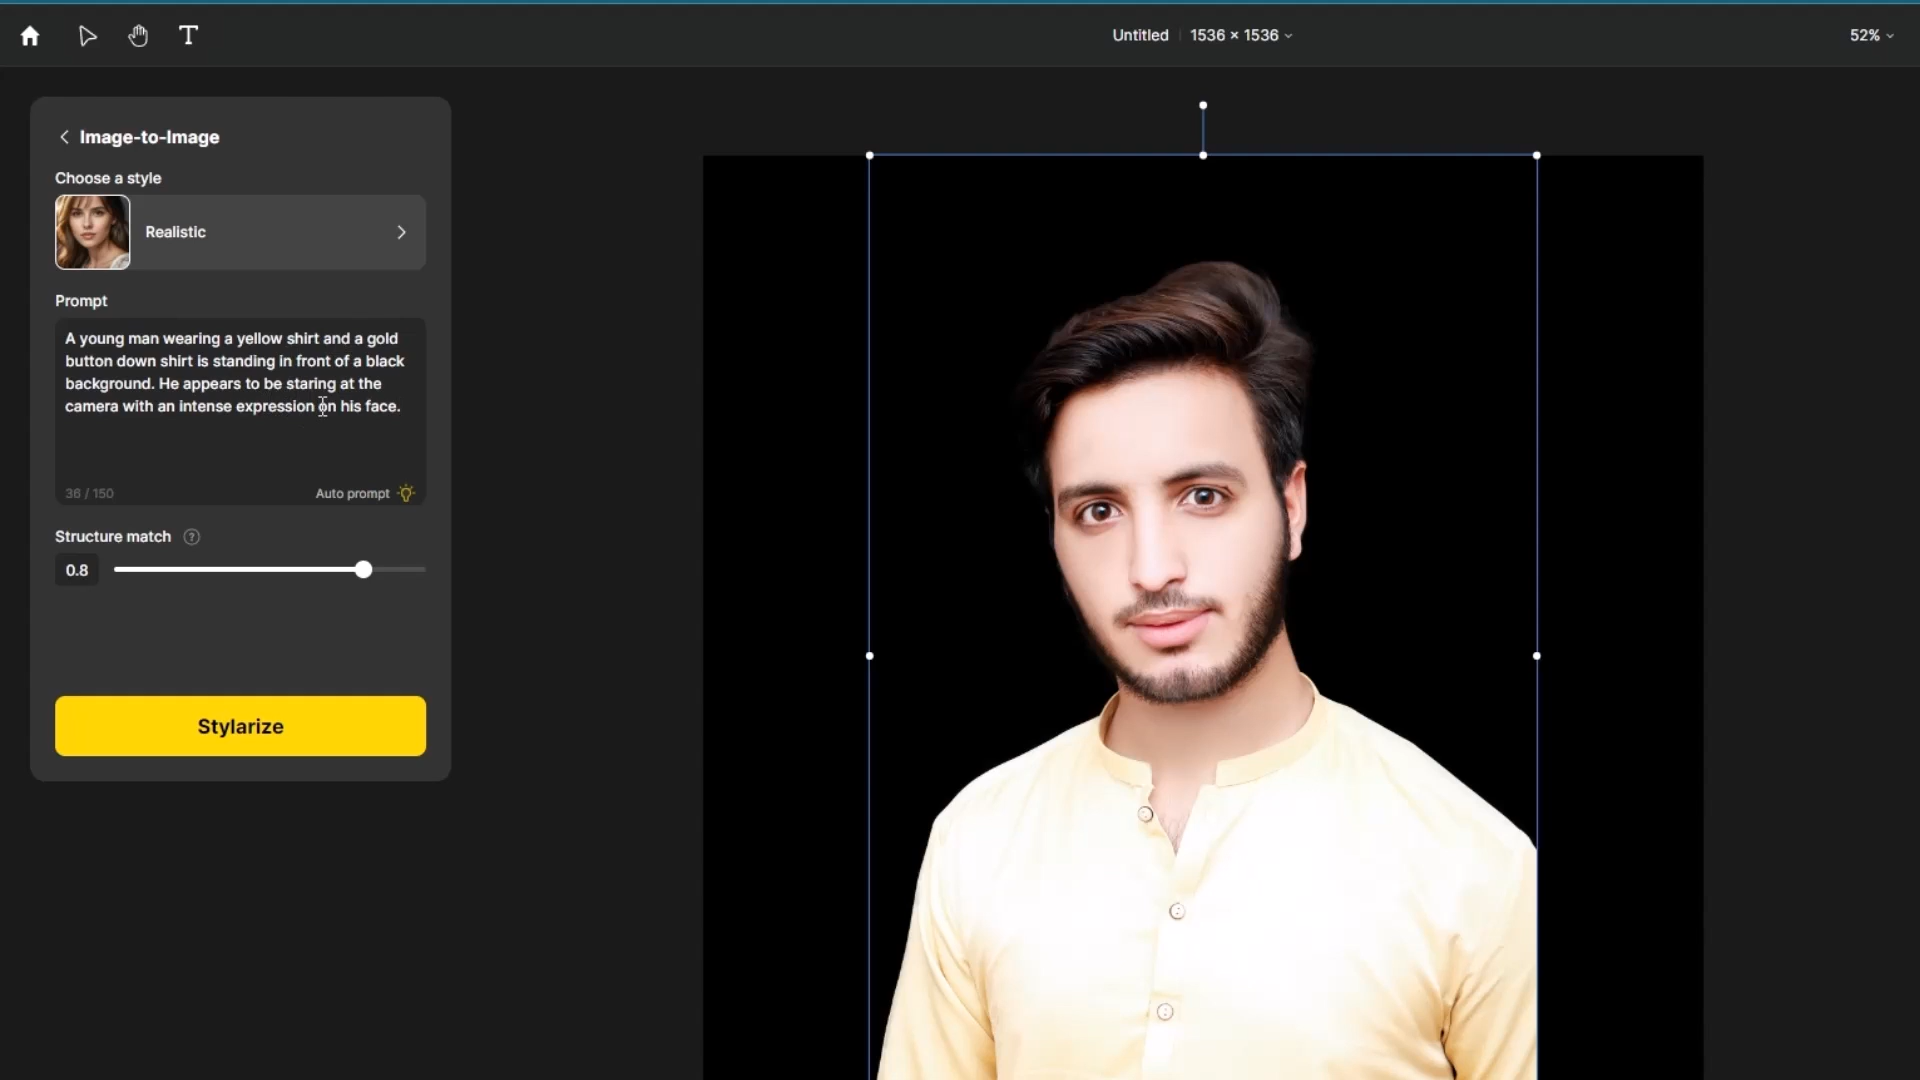 T
Untitled
1536 × 1536
52%
Image-to-Image
Choose a style
Realistic
Prompt
A young man wearing a yellow shirt and a gold
button down shirt is standing in front of a black
background. He appears to be staring at the
camera with an intense expression on his face.
36 / 150
Auto prompt
Structure match ?
0.8
Stylarize